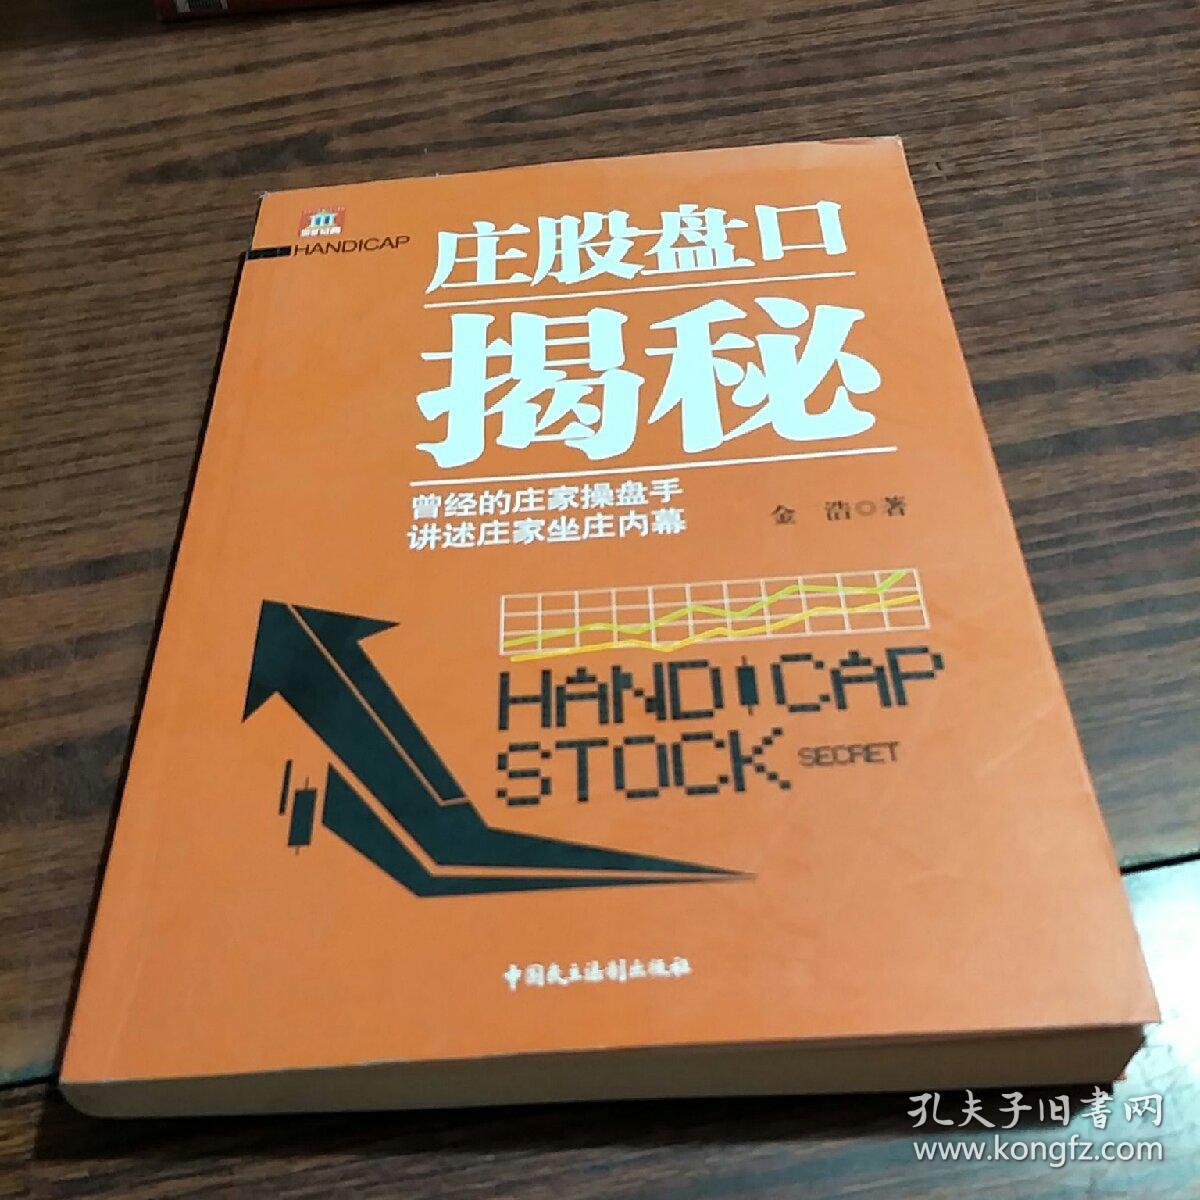 HANDICAP
庄股盘口
揭秘
曾经的庄家操盘手
讲述庄家坐庄内幕
金 浩◎著
HANDICAP
STOCK SECRET
中国民主法制出版社
孔夫子旧书网
www.kongfz.com